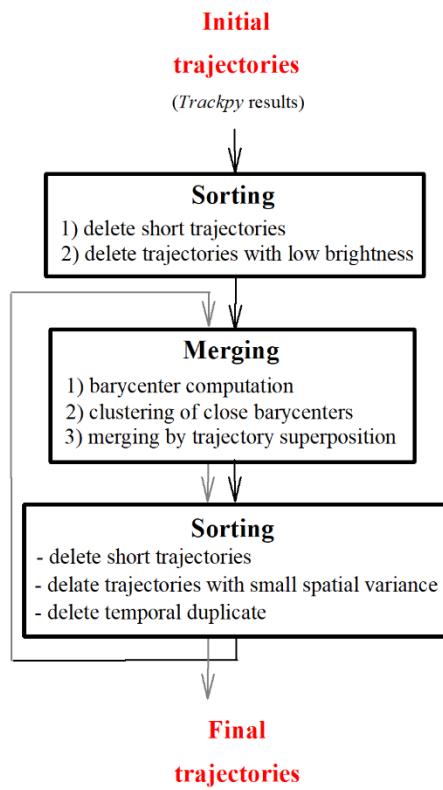 Initial
trajectories
(Trackpy results)
Sorting
1) delete short trajectories
2) delete trajectories with low brightness
Merging
1) barycenter computation
2) clustering of close barycenters
3) merging by trajectory superposition
Sorting
- delete short trajectories
- delate trajectories with small spatial variance
- delete temporal duplicate
Final
trajectories